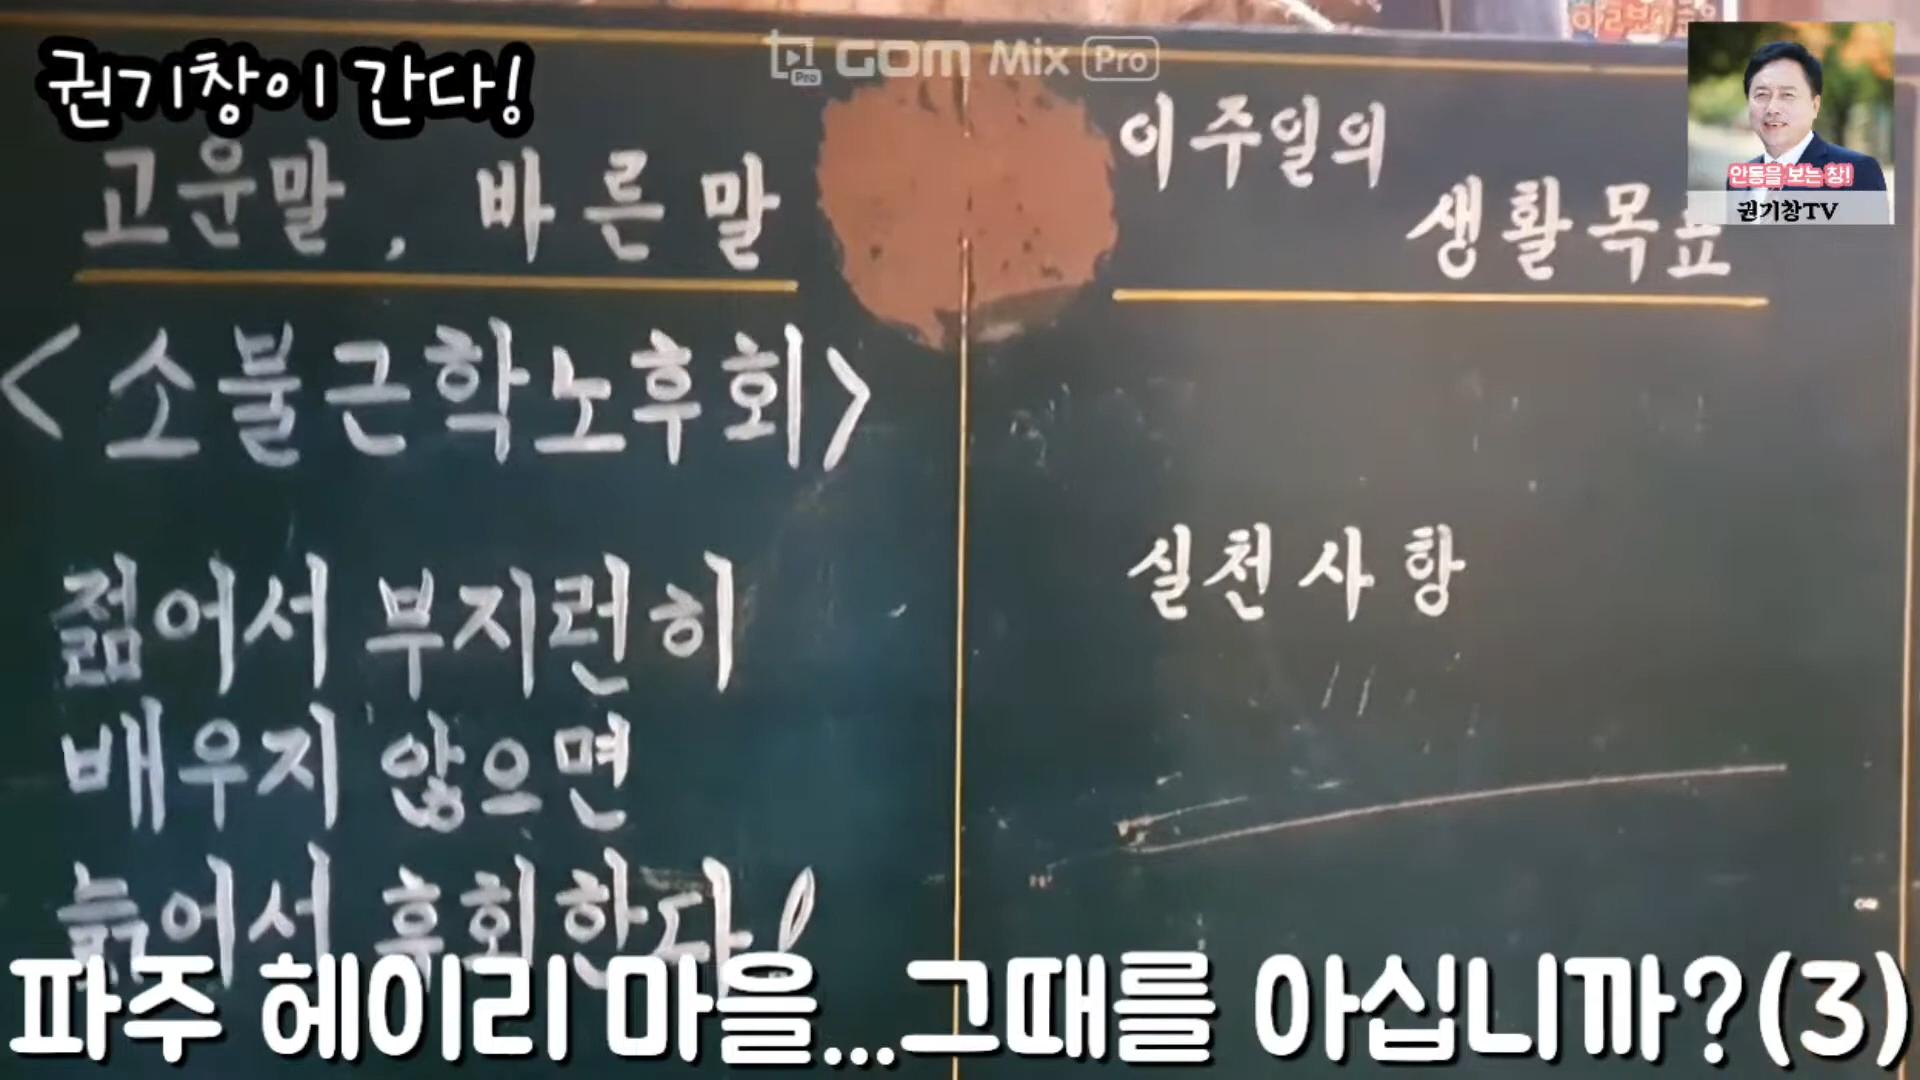 권기창이 간다!
GOM Mix Pro
안동을 보는 창!
권기창TV
고운말, 바른말
<소불근학노후회>
젊어서 부지런히
배우지 않으면
늙어서 후회한다!
이주일의
생활목표
실천사항
파주 헤이리 마을...그때를 아십니까?(3)